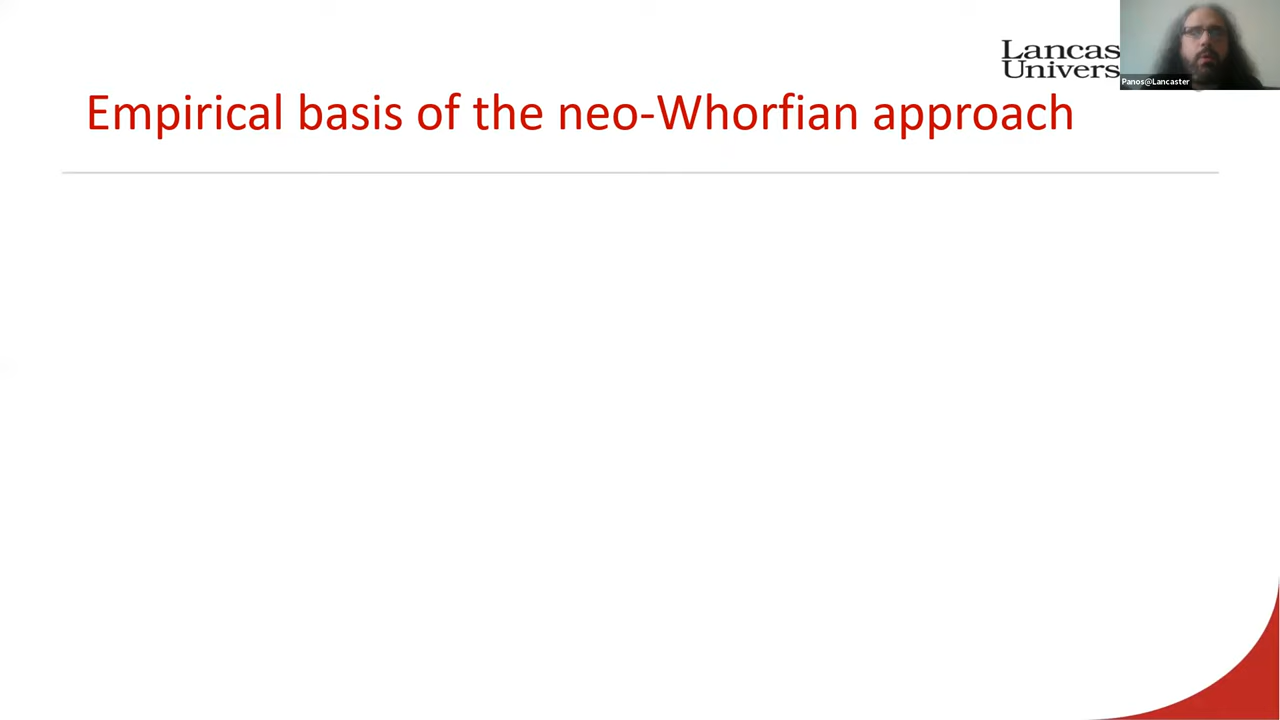 Lancas
Univers
Panos@Lancaster
Empirical basis of the neo-Whorfian approach